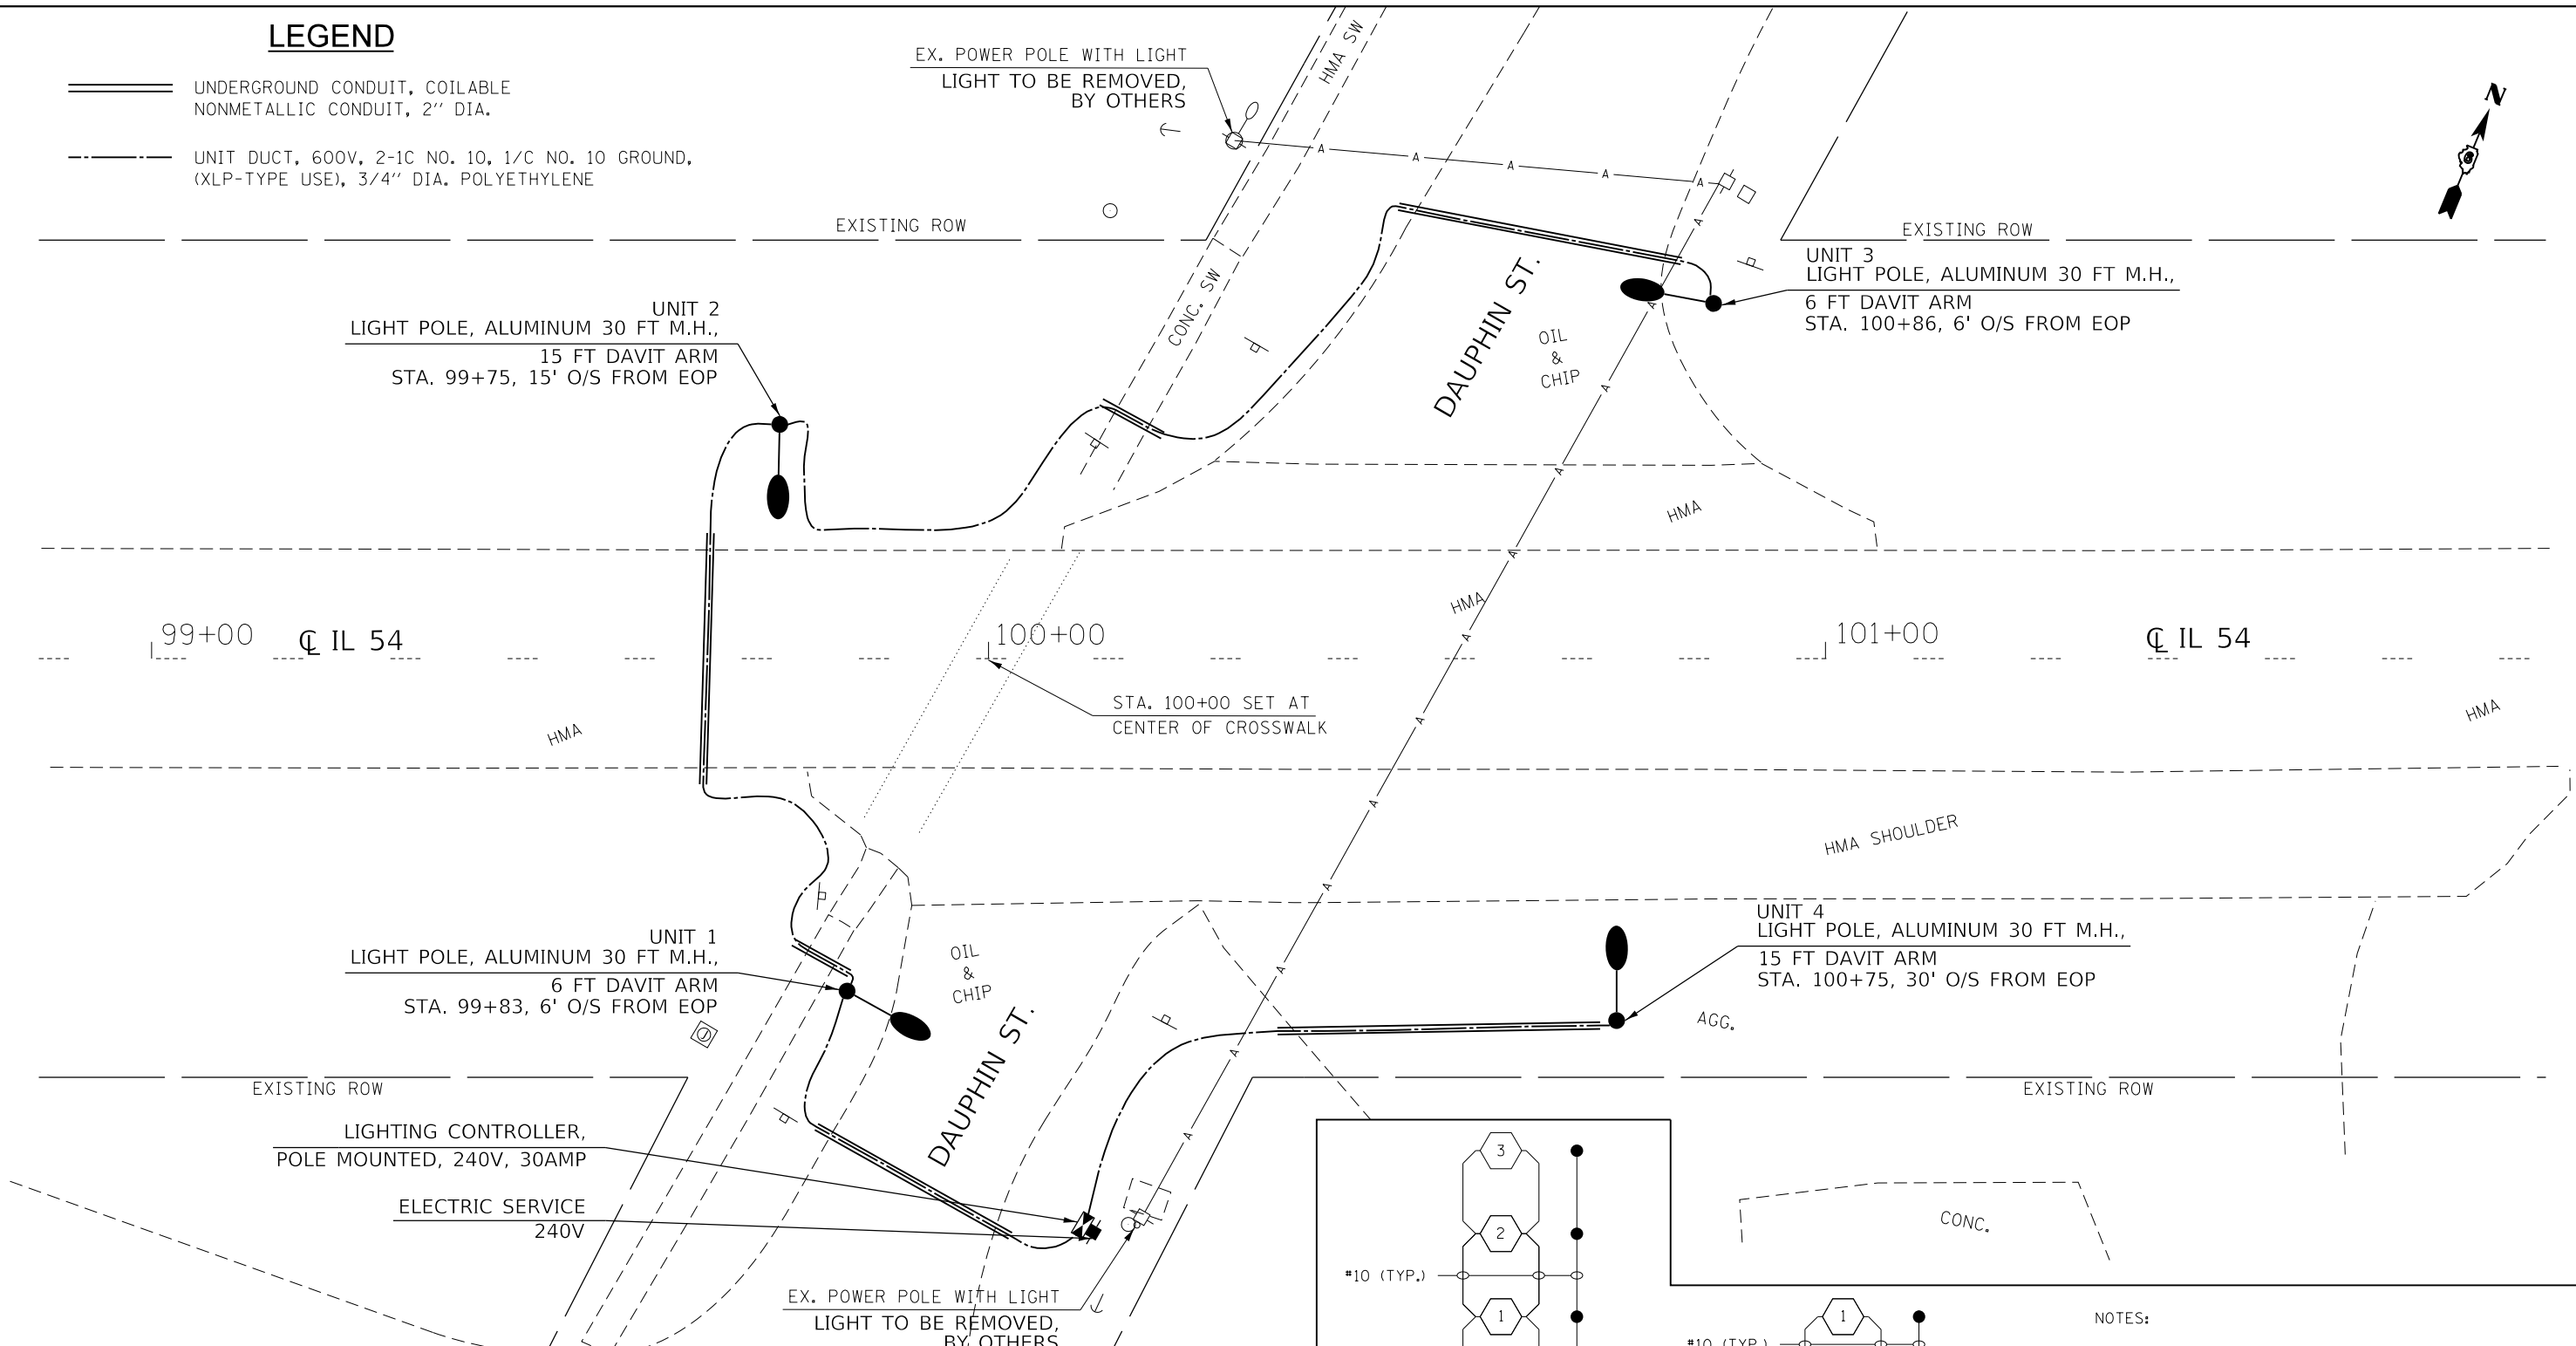 LEGEND
UNDERGROUND CONDUIT, COILABLE
NONMETALLIC CONDUIT, 2'' DIA.
UNIT DUCT, 600V, 2-1C NO. 10, 1/C NO. 10 GROUND,
(XLP-TYPE USE), 3/4'' DIA. POLYETHYLENE
EX. POWER POLE WITH LIGHT
LIGHT TO BE REMOVED,
BY OTHERS
HMA SW
N
A A A A A
A
EXISTING ROW
EXISTING ROW
UNIT 3
LIGHT POLE, ALUMINUM 30 FT M.H.,
6 FT DAVIT ARM
STA. 100+86, 6' O/S FROM EOP
UNIT 2
LIGHT POLE, ALUMINUM 30 FT M.H.,
15 FT DAVIT ARM
STA. 99+75, 15' O/S FROM EOP
CONC. SW
DAUPHIN ST.
OIL
&
CHIP
A
A
A
A
A
A
A
A
A
A
A
HMA
HMA
99+00
℄ IL 54
100+00
101+00
℄ IL 54
STA. 100+00 SET AT
CENTER OF CROSSWALK
HMA
HMA
HMA SHOULDER
UNIT 1
LIGHT POLE, ALUMINUM 30 FT M.H.,
6 FT DAVIT ARM
STA. 99+83, 6' O/S FROM EOP
OIL
&
CHIP
DAUPHIN ST.
UNIT 4
LIGHT POLE, ALUMINUM 30 FT M.H.,
15 FT DAVIT ARM
STA. 100+75, 30' O/S FROM EOP
AGG.
EXISTING ROW
EXISTING ROW
LIGHTING CONTROLLER,
POLE MOUNTED, 240V, 30AMP
ELECTRIC SERVICE
240V
EX. POWER POLE WITH LIGHT
LIGHT TO BE REMOVED,
BY OTHERS
3
2
#10 (TYP.)
1
CONC.
1
#10 (TYP.)
NOTES: